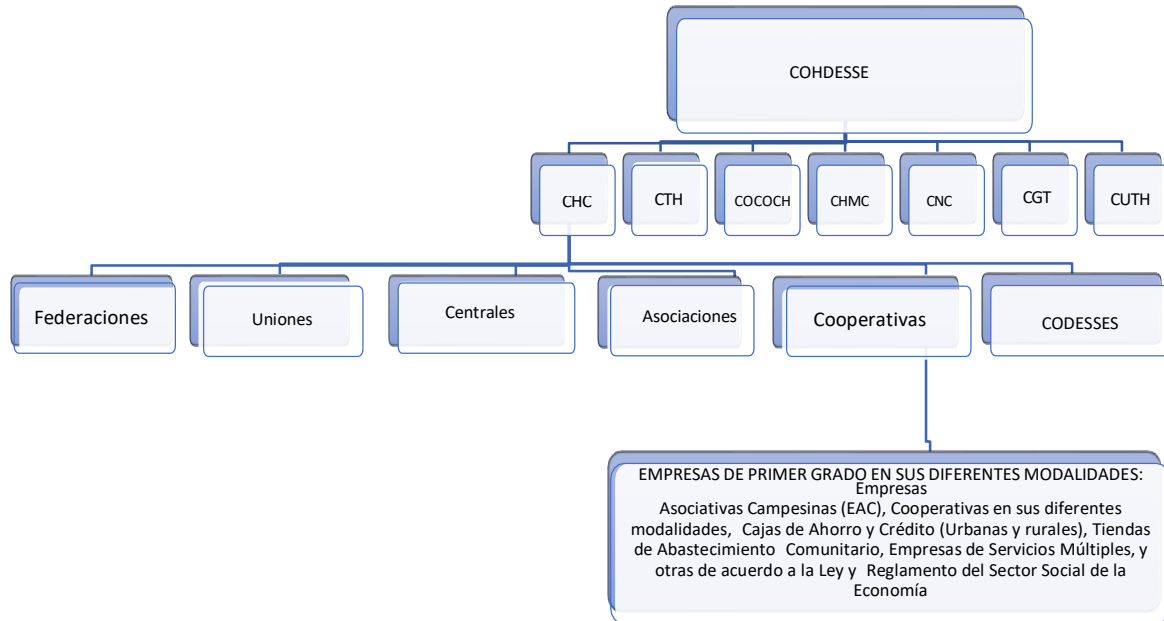 COHDESSE
CHC
CTH
COCOCH
CHMC
CNC
CGT
CUTH
Federaciones
Uniones
Centrales
Asociaciones
Cooperativas
CODESSES
EMPRESAS DE PRIMER GRADO EN SUS DIFERENTES MODALIDADES:
Empresas
Asociativas Campesinas (EAC), Cooperativas en sus diferentes
modalidades, Cajas de Ahorro y Crédito (Urbanas y rurales), Tiendas
de Abastecimiento Comunitario, Empresas de Servicios Múltiples, y
otras de acuerdo a la Ley y Reglamento del Sector Social de la
Economía